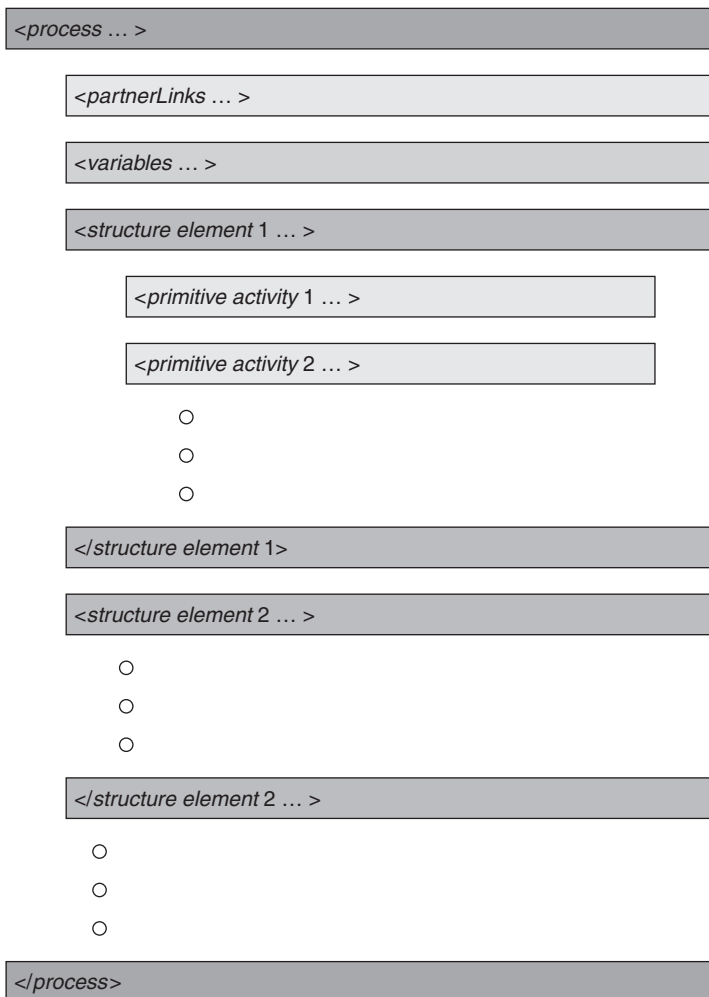 <process … >
<partnerLinks … >
<variables … >
<structure element 1 … >
<primitive activity 1 … >
<primitive activity 2 … >
</structure element 1>
<structure element 2 … >
</structure element 2 … >
</process>